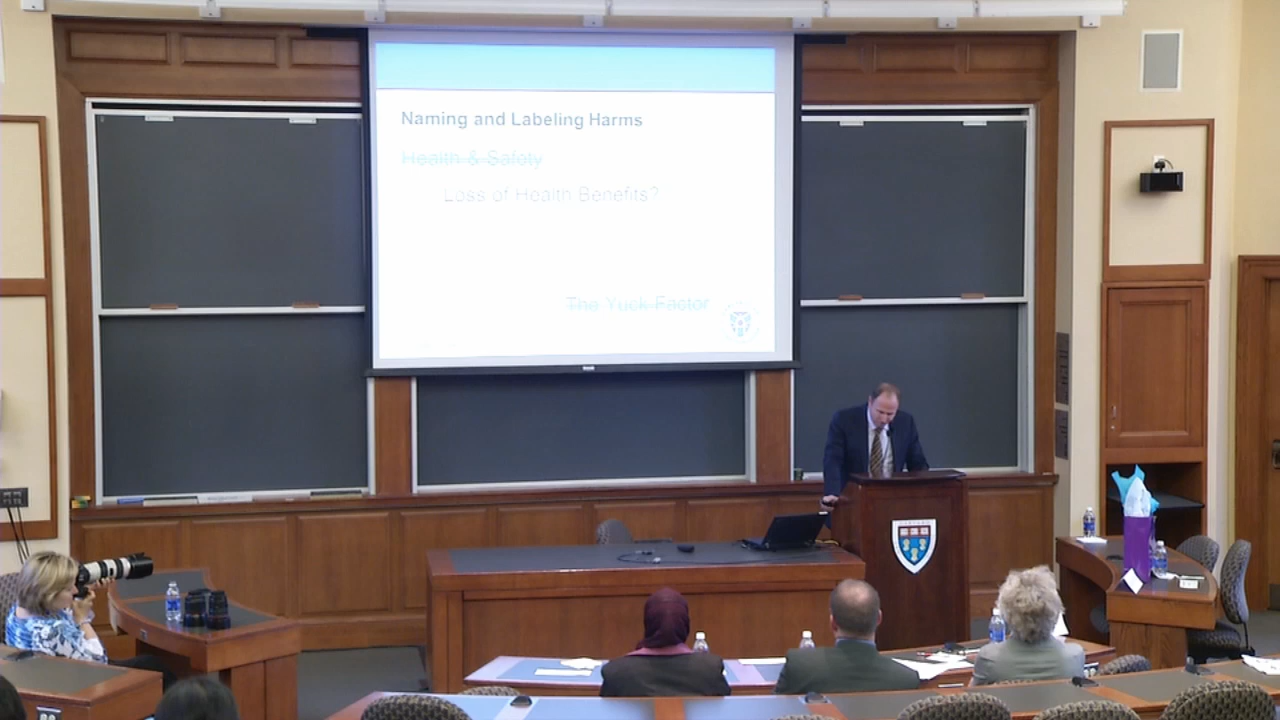 Naming and Labeling Harms
Health & Safety
Loss of Health Benefits?
The Yuck Factor